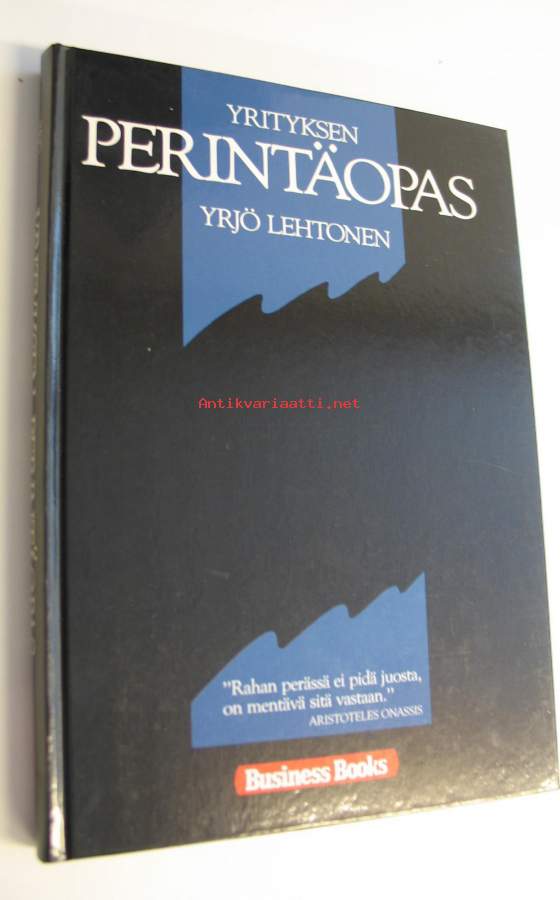 YRITYKSEN
PERINTÄOPAS
YRJÖ LEHTONEN
Antikvariaatti.net
"Rahan perässä ei pidä juosta,
on mentävä sitä vastaan."
ARISTOTELES ONASSIS
Business Books